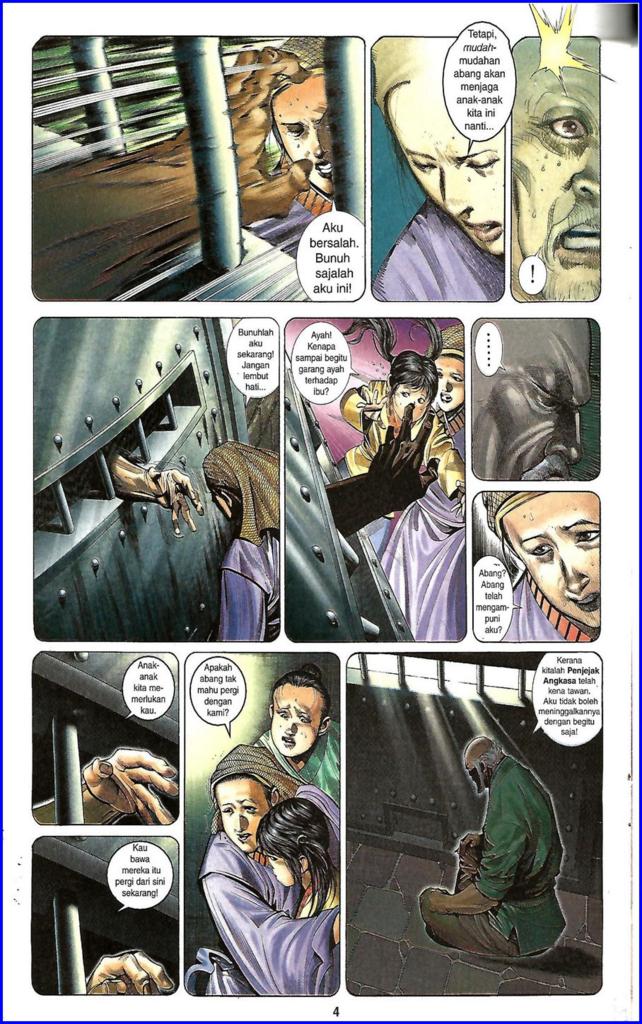 Aku
bersalah.
Bunuh
sajalah
aku ini!
Tetapi,
mudah-
mudahan
abang akan
menjaga
anak-anak
kita ini
nanti...
!
Bunuhlah
aku
sekarang!
Jangan
lembut
hati...
Ayah!
Kenapa
sampai begitu
garang ayah
terhadap
ibu?
......
Abang?
Abang
telah
mengam-
puni
aku?
Anak-
anak
kita me-
merlukan
kau.
Kau
bawa
mereka itu
pergi dari sini
sekarang!
Apakah
abang tak
mahu pergi
dengan
kami?
Kerana
kitalah Penjejak
Angkasa telah
kena tawan.
Aku tidak boleh
meninggalkannya
dengan begitu
saja!
4